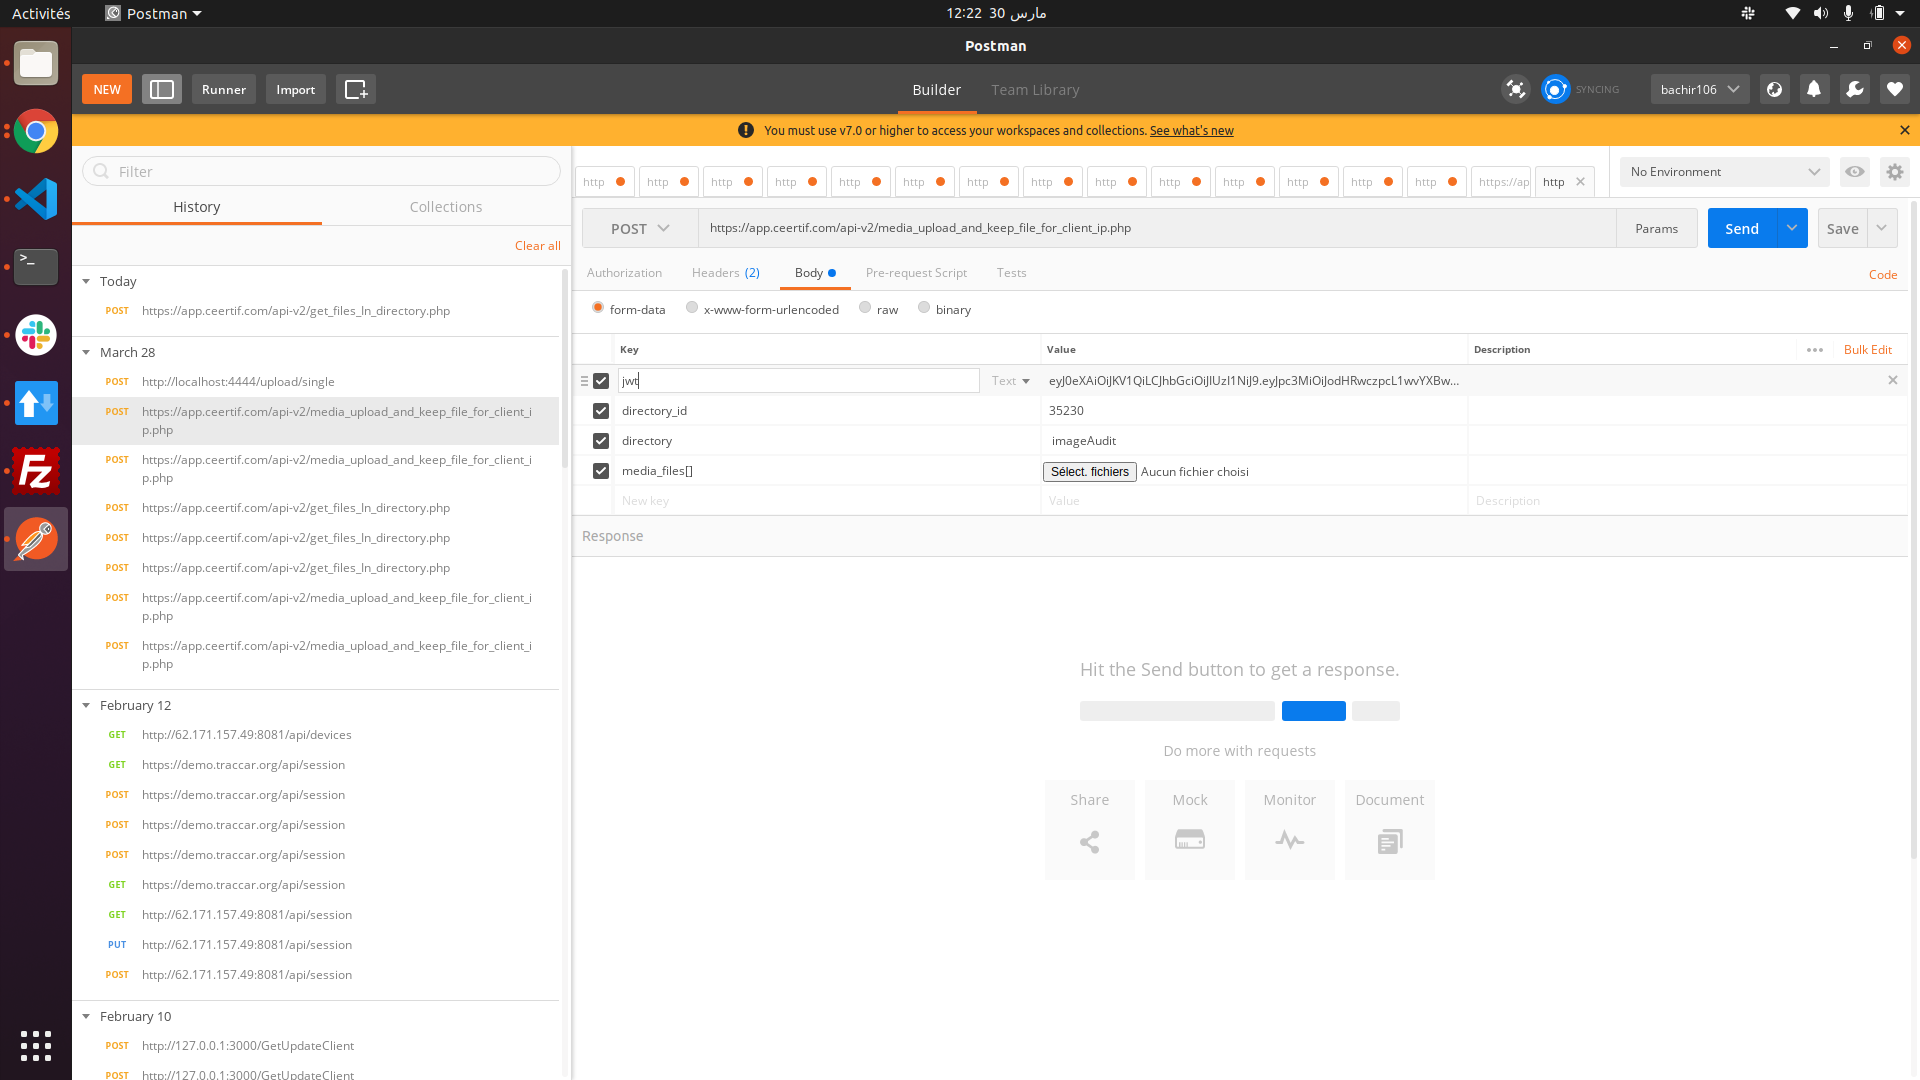 Activités
Postman
12:22 30 مارس
Postman
NEW
Runner
Import
Builder
Team Library
SYNCING
bachir106
You must use v7.0 or higher to access your workspaces and collections. See what's new
Filter
History
Collections
Clear all
Today
POST https://app.ceertif.com/api-v2/get_files_In_directory.php
March 28
POST http://localhost:4444/upload/single
POST https://app.ceertif.com/api-v2/media_upload_and_keep_file_for_client_i
p.php
POST https://app.ceertif.com/api-v2/media_upload_and_keep_file_for_client_i
p.php
POST https://app.ceertif.com/api-v2/get_files_In_directory.php
POST https://app.ceertif.com/api-v2/get_files_In_directory.php
POST https://app.ceertif.com/api-v2/get_files_In_directory.php
POST https://app.ceertif.com/api-v2/media_upload_and_keep_file_for_client_i
p.php
POST https://app.ceertif.com/api-v2/media_upload_and_keep_file_for_client_i
p.php
February 12
GET http://62.171.157.49:8081/api/devices
GET https://demo.traccar.org/api/session
POST https://demo.traccar.org/api/session
POST https://demo.traccar.org/api/session
POST https://demo.traccar.org/api/session
GET https://demo.traccar.org/api/session
GET http://62.171.157.49:8081/api/session
PUT http://62.171.157.49:8081/api/session
POST http://62.171.157.49:8081/api/session
February 10
POST http://127.0.0.1:3000/GetUpdateClient
POST http://127.0.0.1:3000/GetUpdateClient
http http http http http http http http http http http http http http https://ap http
No Environment
POST
https://app.ceertif.com/api-v2/media_upload_and_keep_file_for_client_ip.php
Params
Send
Save
Authorization
Headers (2)
Body
Pre-request Script
Tests
Code
form-data
x-www-form-urlencoded
raw
binary
Key
Value
Description
Bulk Edit
jwt
Text
eyJ0eXAiOiJKV1QiLCJhbGciOiJIUzI1NiJ9.eyJpc3MiOiJodHRwczpcL1wvYXBw...
directory_id
35230
directory
imageAudit
media_files[]
Sélect. fichiers
Aucun fichier choisi
New key
Value
Description
Response
Hit the Send button to get a response.
Do more with requests
Share
Mock
Monitor
Document